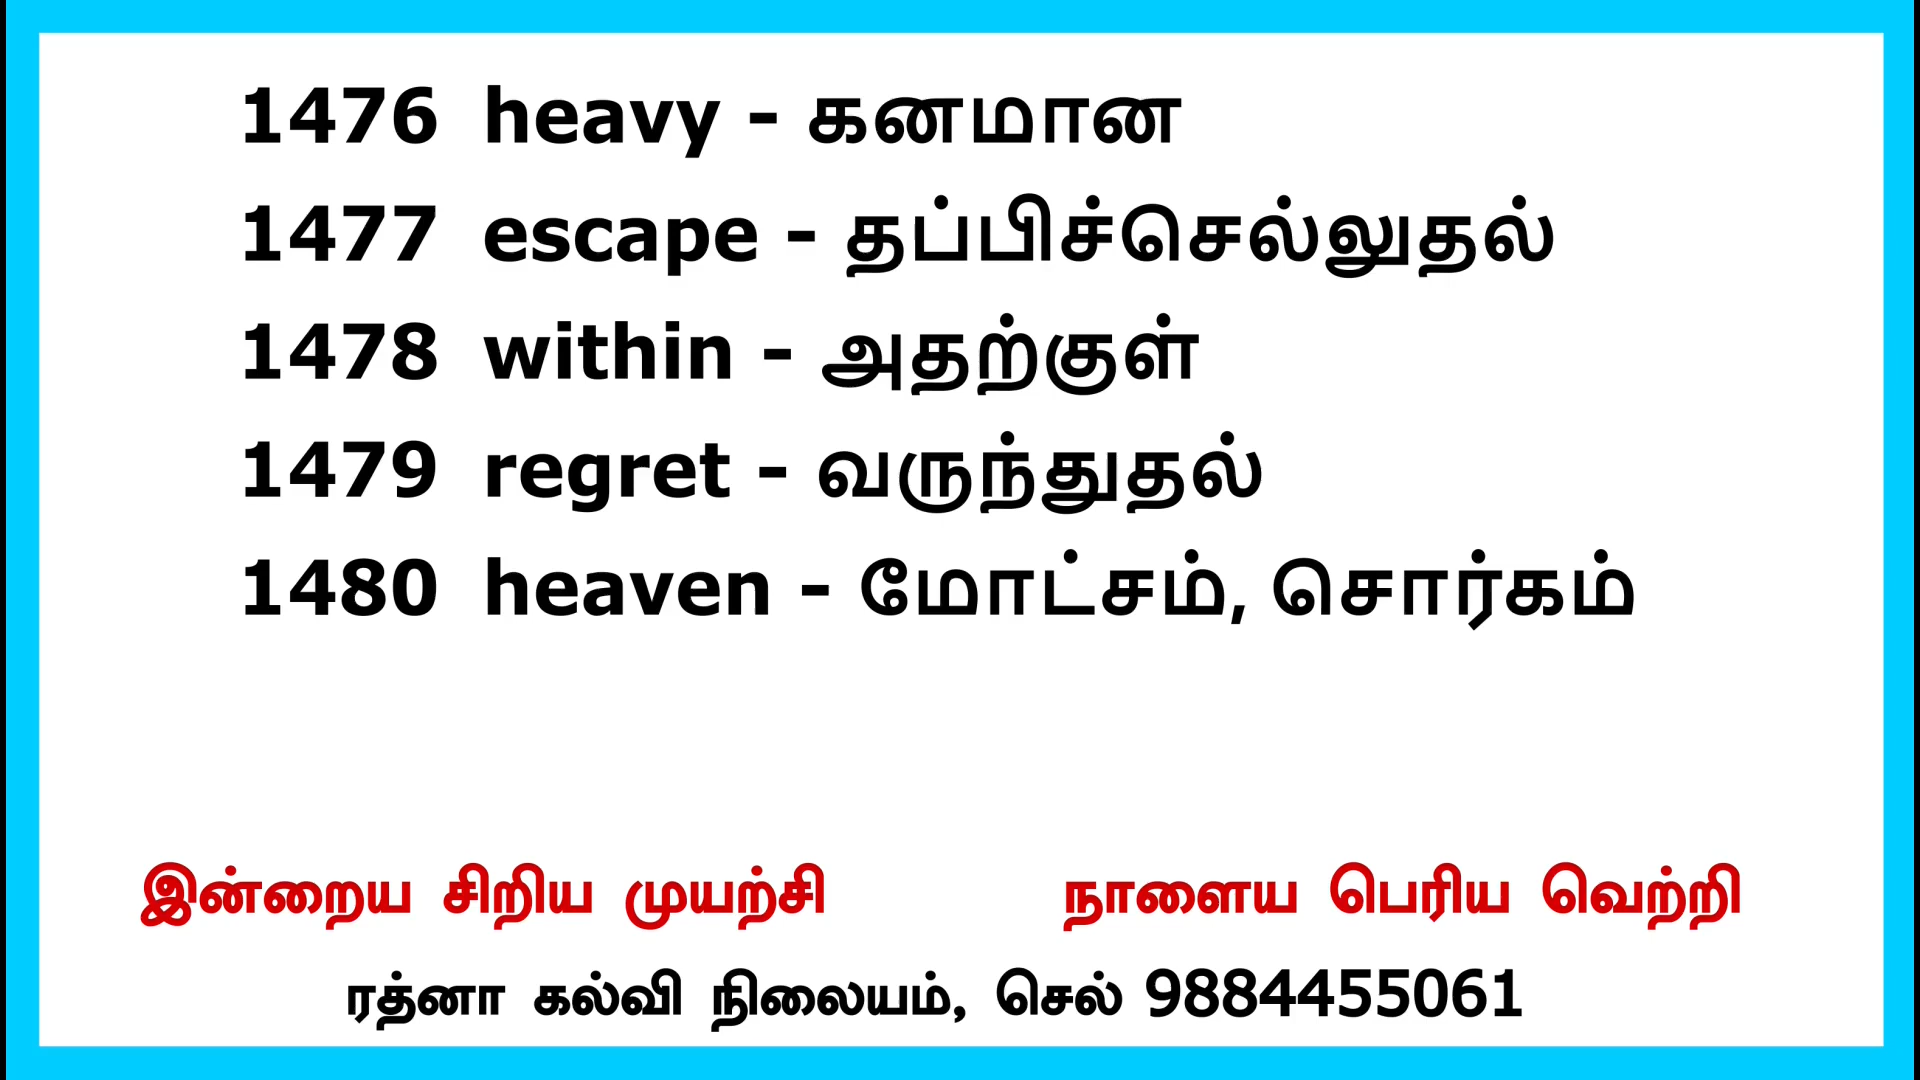 1476 heavy - கனமான
1477 escape - தப்பிச்செல்லுதல்
1478 within - அதற்குள்
1479 regret - வருந்துதல்
1480 heaven - மோட்சம், சொர்கம்
இன்றைய சிறிய முயற்சி நாளைய பெரிய வெற்றி
ரத்னா கல்வி நிலையம், செல் 9884455061